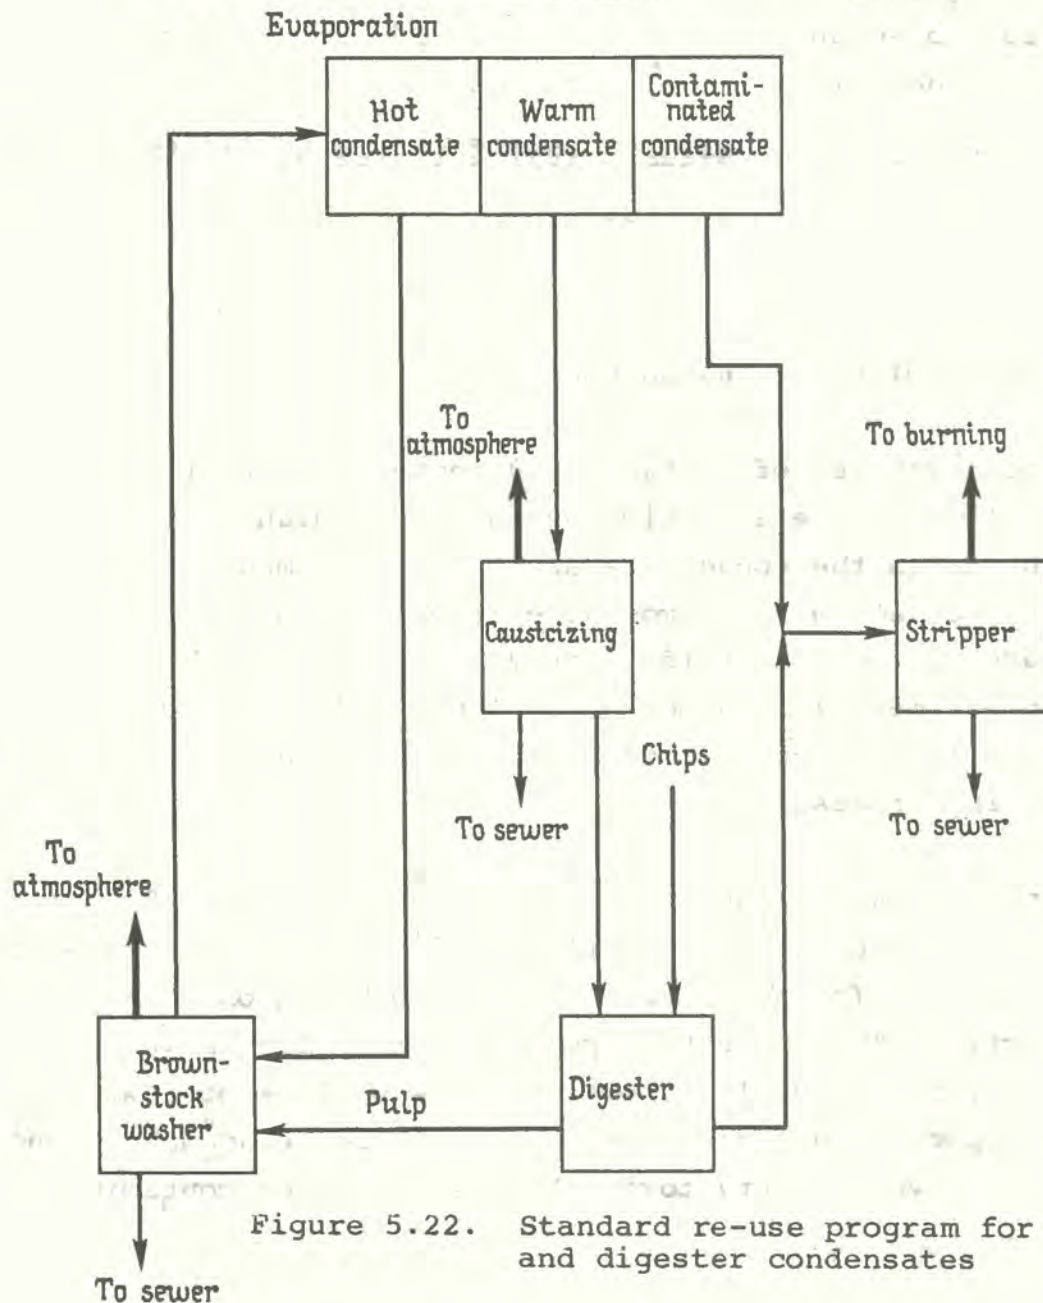 Evaporation
Hot
condensate
Warm
condensate
Contami-
nated
condensate
To
atmosphere
To burning
Caustcizing
Stripper
Chips
To sewer
To sewer
To
atmosphere
Brown-
stock
washer
Pulp
Digester
Figure 5.22. Standard re-use program for
and digester condensates
To sewer